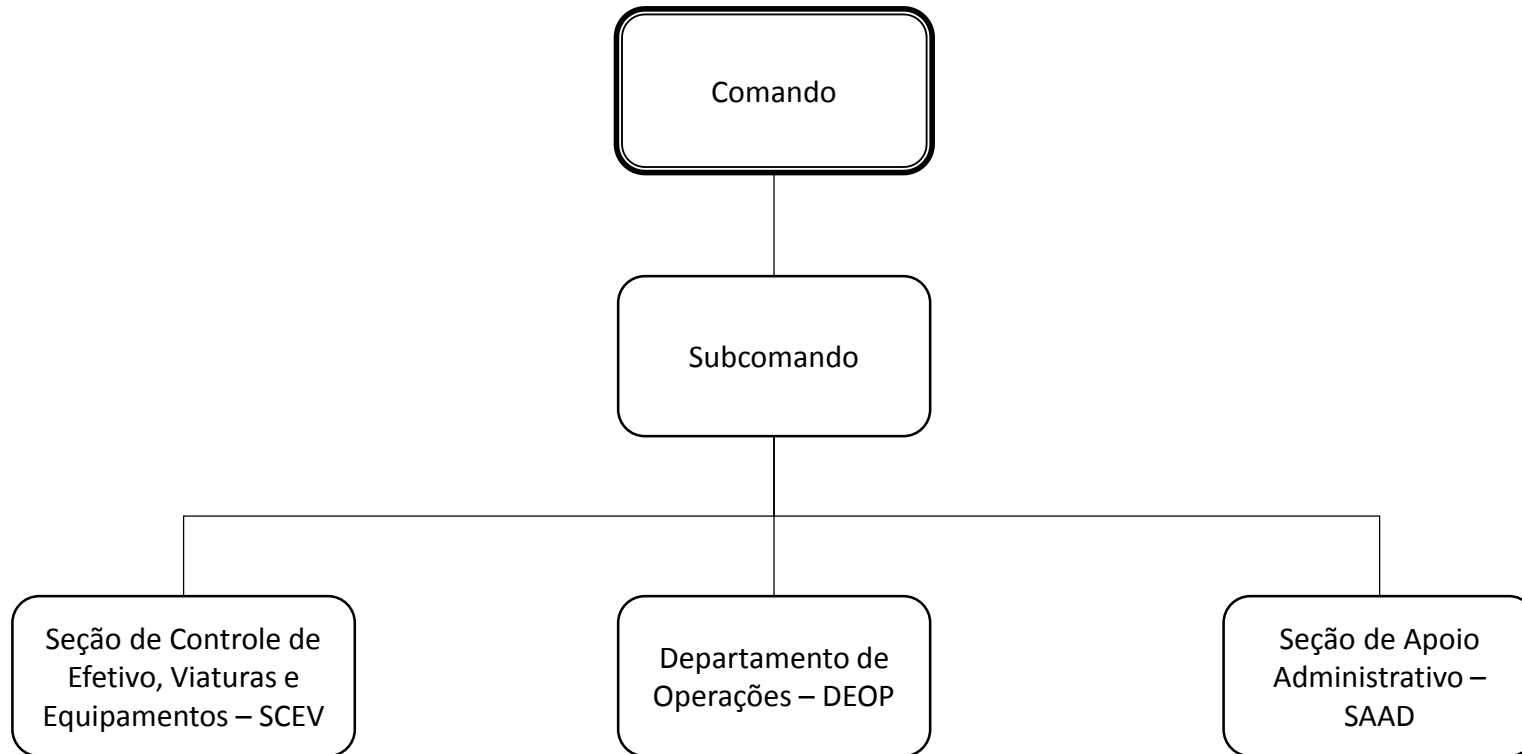 Comando
Subcomando
Seção de Controle de
Efetivo, Viaturas e
Equipamentos – SCEV
Departamento de
Operações – DEOP
Seção de Apoio
Administrativo –
SAAD